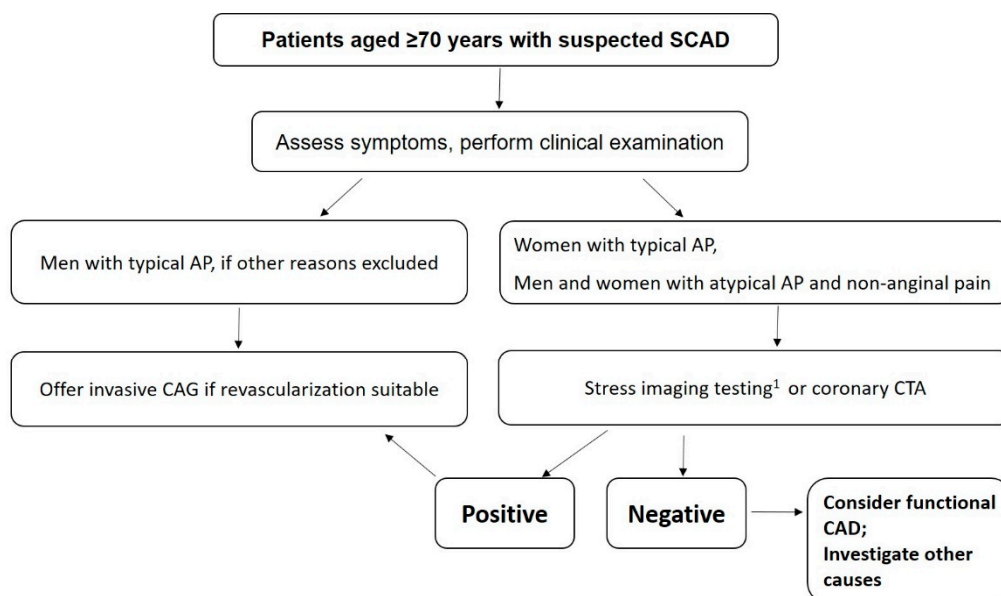 Patients aged ≥70 years with suspected SCAD
Assess symptoms, perform clinical examination
Men with typical AP, if other reasons excluded
Women with typical AP,
Men and women with atypical AP and non-anginal pain
Offer invasive CAG if revascularization suitable
Stress imaging testing¹ or coronary CTA
Positive
Negative
Consider functional
CAD;
Investigate other
causes